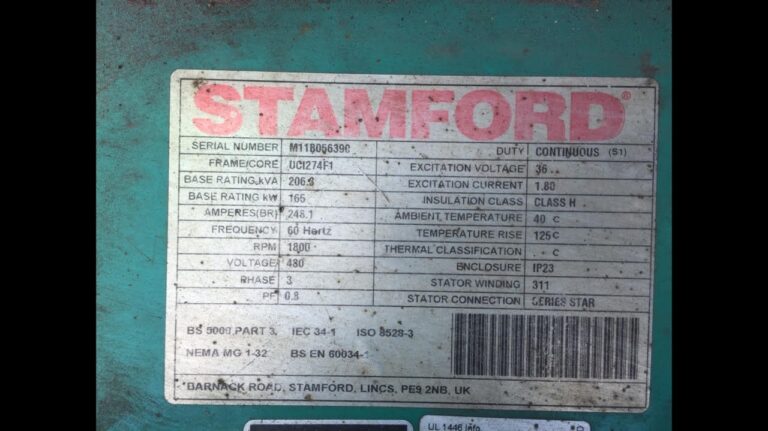 STAMFORD®
SERIAL NUMBER M11B056390 DUTY CONTINUOUS (S1)
FRAME/CORE UCI274F1 EXCITATION VOLTAGE 36
BASE RATING kVA 206.3 EXCITATION CURRENT 1.80
BASE RATING kW 165 INSULATION CLASS CLASS H
AMPERES(BR) 248.1 AMBIENT TEMPERATURE 40 C
FREQUENCY 60 Hertz TEMPERATURE RISE 125 C
RPM 1800 THERMAL CLASSIFICATION C
VOLTAGE 480 ENCLOSURE IP23
PHASE 3 STATOR WINDING 311
PF 0.8 STATOR CONNECTION SERIES STAR
BS 5000,PART 3, IEC 34-1 ISO 8528-3
NEMA MG 1-32 BS EN 60034-1
BARNACK ROAD, STAMFORD, LINCS, PE9 2NB, UK
UL 1446 Info